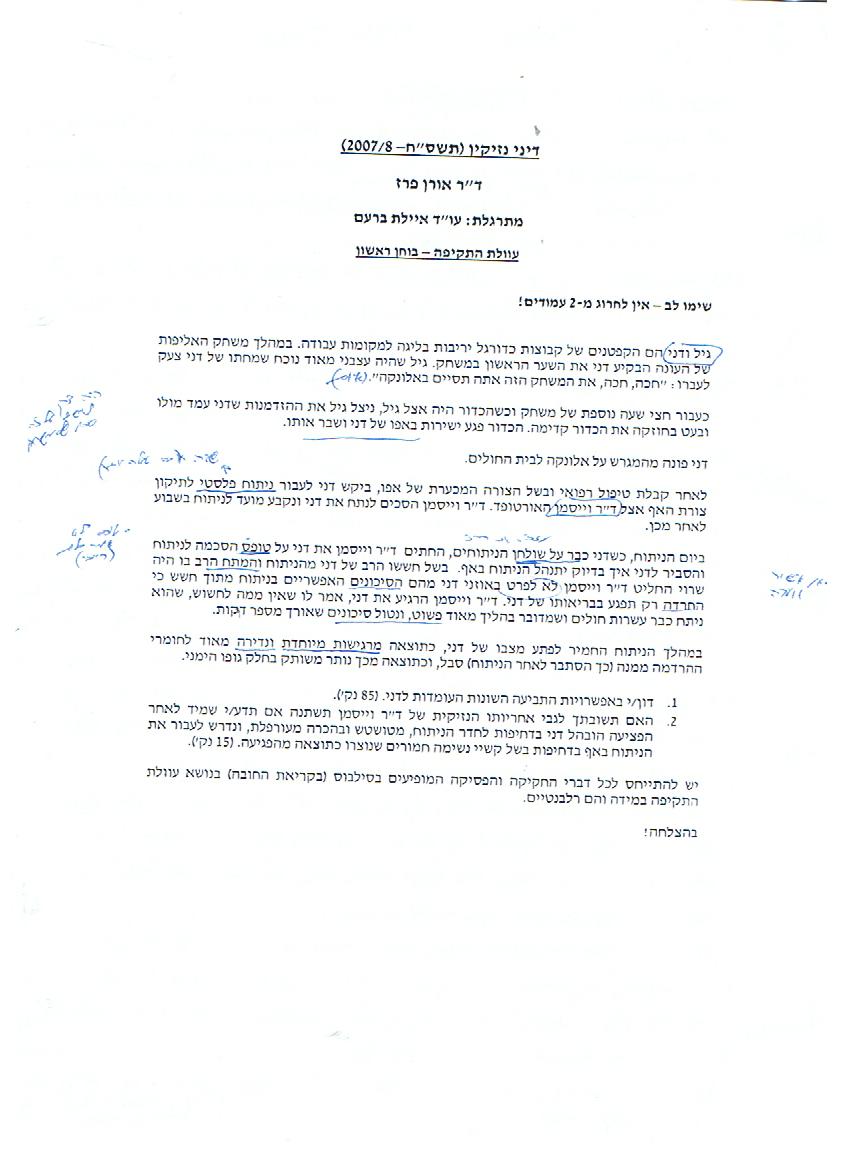 דיני נזיקין (תשס"ח– 2007/8)
ד"ר אורן פרז
מתרגלת: עו"ד איילת ברעם
עוולת התקיפה – בוחן ראשון
שימו לב – אין לחרוג מ-2 עמודים!
גיל ודני הם הקפטנים של קבוצות כדורגל יריבות בליגה למקומות עבודה. במהלך משחק האליפות
של העונה הבקיע דני את השער הראשון במשחק. גיל שהיה עצבני מאוד נוכח שמחתו של דני צעק
לעברו: "חכה, חכה, את המשחק הזה אתה תסיים באלונקה". (איום)
כעבור חצי שעה נוספת של משחק וכשהכדור היה אצל גיל, ניצל גיל את ההזדמנות שדני עמד מולו
ובעט בחוזקה את הכדור קדימה. הכדור פגע ישירות באפו של דני ושבר אותו.
דני פונה מהמגרש על אלונקה לבית החולים.
לאחר קבלת טיפול רפואי ובשל הצורה המכוערת של אפו, ביקש דני לעבור ניתוח פלסטי לתיקון
צורת האף אצל ד"ר וייסמן האורטופד. ד"ר וייסמן הסכים לנתח את דני ונקבע מועד לניתוח בשבוע
לאחר מכן.
ביום הניתוח, כשדני כבר על שולחן הניתוחים, החתים ד"ר וייסמן את דני על טופס הסכמה לניתוח
והסביר לדני איך בדיוק יתנהל הניתוח באף. בשל חששו הרב של דני מהניתוח והמתח הרב בו היה
שרוי החליט ד"ר וייסמן לא לפרט באוזני דני מהם הסיכונים האפשריים בניתוח מתוך חשש כי
החרדה רק תפגע בבריאותו של דני. ד"ר וייסמן הרגיע את דני, אמר לו שאין ממה לחשוש, שהוא
ניתח כבר עשרות חולים ושמדובר בהליך מאוד פשוט, ונטול סיכונים שאורך מספר דקות.
במהלך הניתוח החמיר לפתע מצבו של דני, כתוצאה מרגישות מיוחדת ונדירה מאוד לחומרי
ההרדמה ממנה (כך הסתבר לאחר הניתוח) סבל, וכתוצאה מכך נותר משותק בחלק גופו הימני.
1. דון/י באפשרויות התביעה השונות העומדות לדני. (85 נק').
2. האם תשובתך לגבי אחריותו הנזיקית של ד"ר וייסמן תשתנה אם תדע/י שמיד לאחר
הפציעה הובהל דני בדחיפות לחדר הניתוח, מטושטש ובהכרה מעורפלת, ונדרש לעבור את
הניתוח באף בדחיפות בשל קשיי נשימה חמורים שנוצרו כתוצאה מהפגיעה. (15 נק').
יש להתייחס לכל דברי החקיקה והפסיקה המופיעים בסילבוס (בקריאת החובה) בנושא עוולת
התקיפה במידה והם רלבנטיים.
בהצלחה!